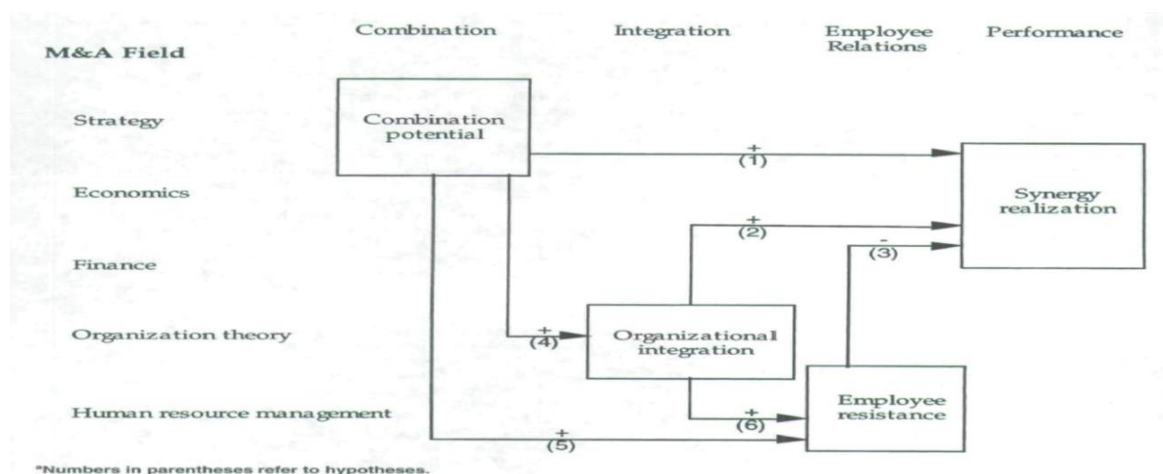 Combination
Integration
Employee
Relations
Performance
M&A Field
Strategy
Economics
Finance
Organization theory
Human resource management
Combination
potential
+
(1)
Synergy
realization
+
(2)
-
(3)
+
(4)
Organizational
integration
+
(6)
Employee
resistance
+
(5)
ªNumbers in parentheses refer to hypotheses.